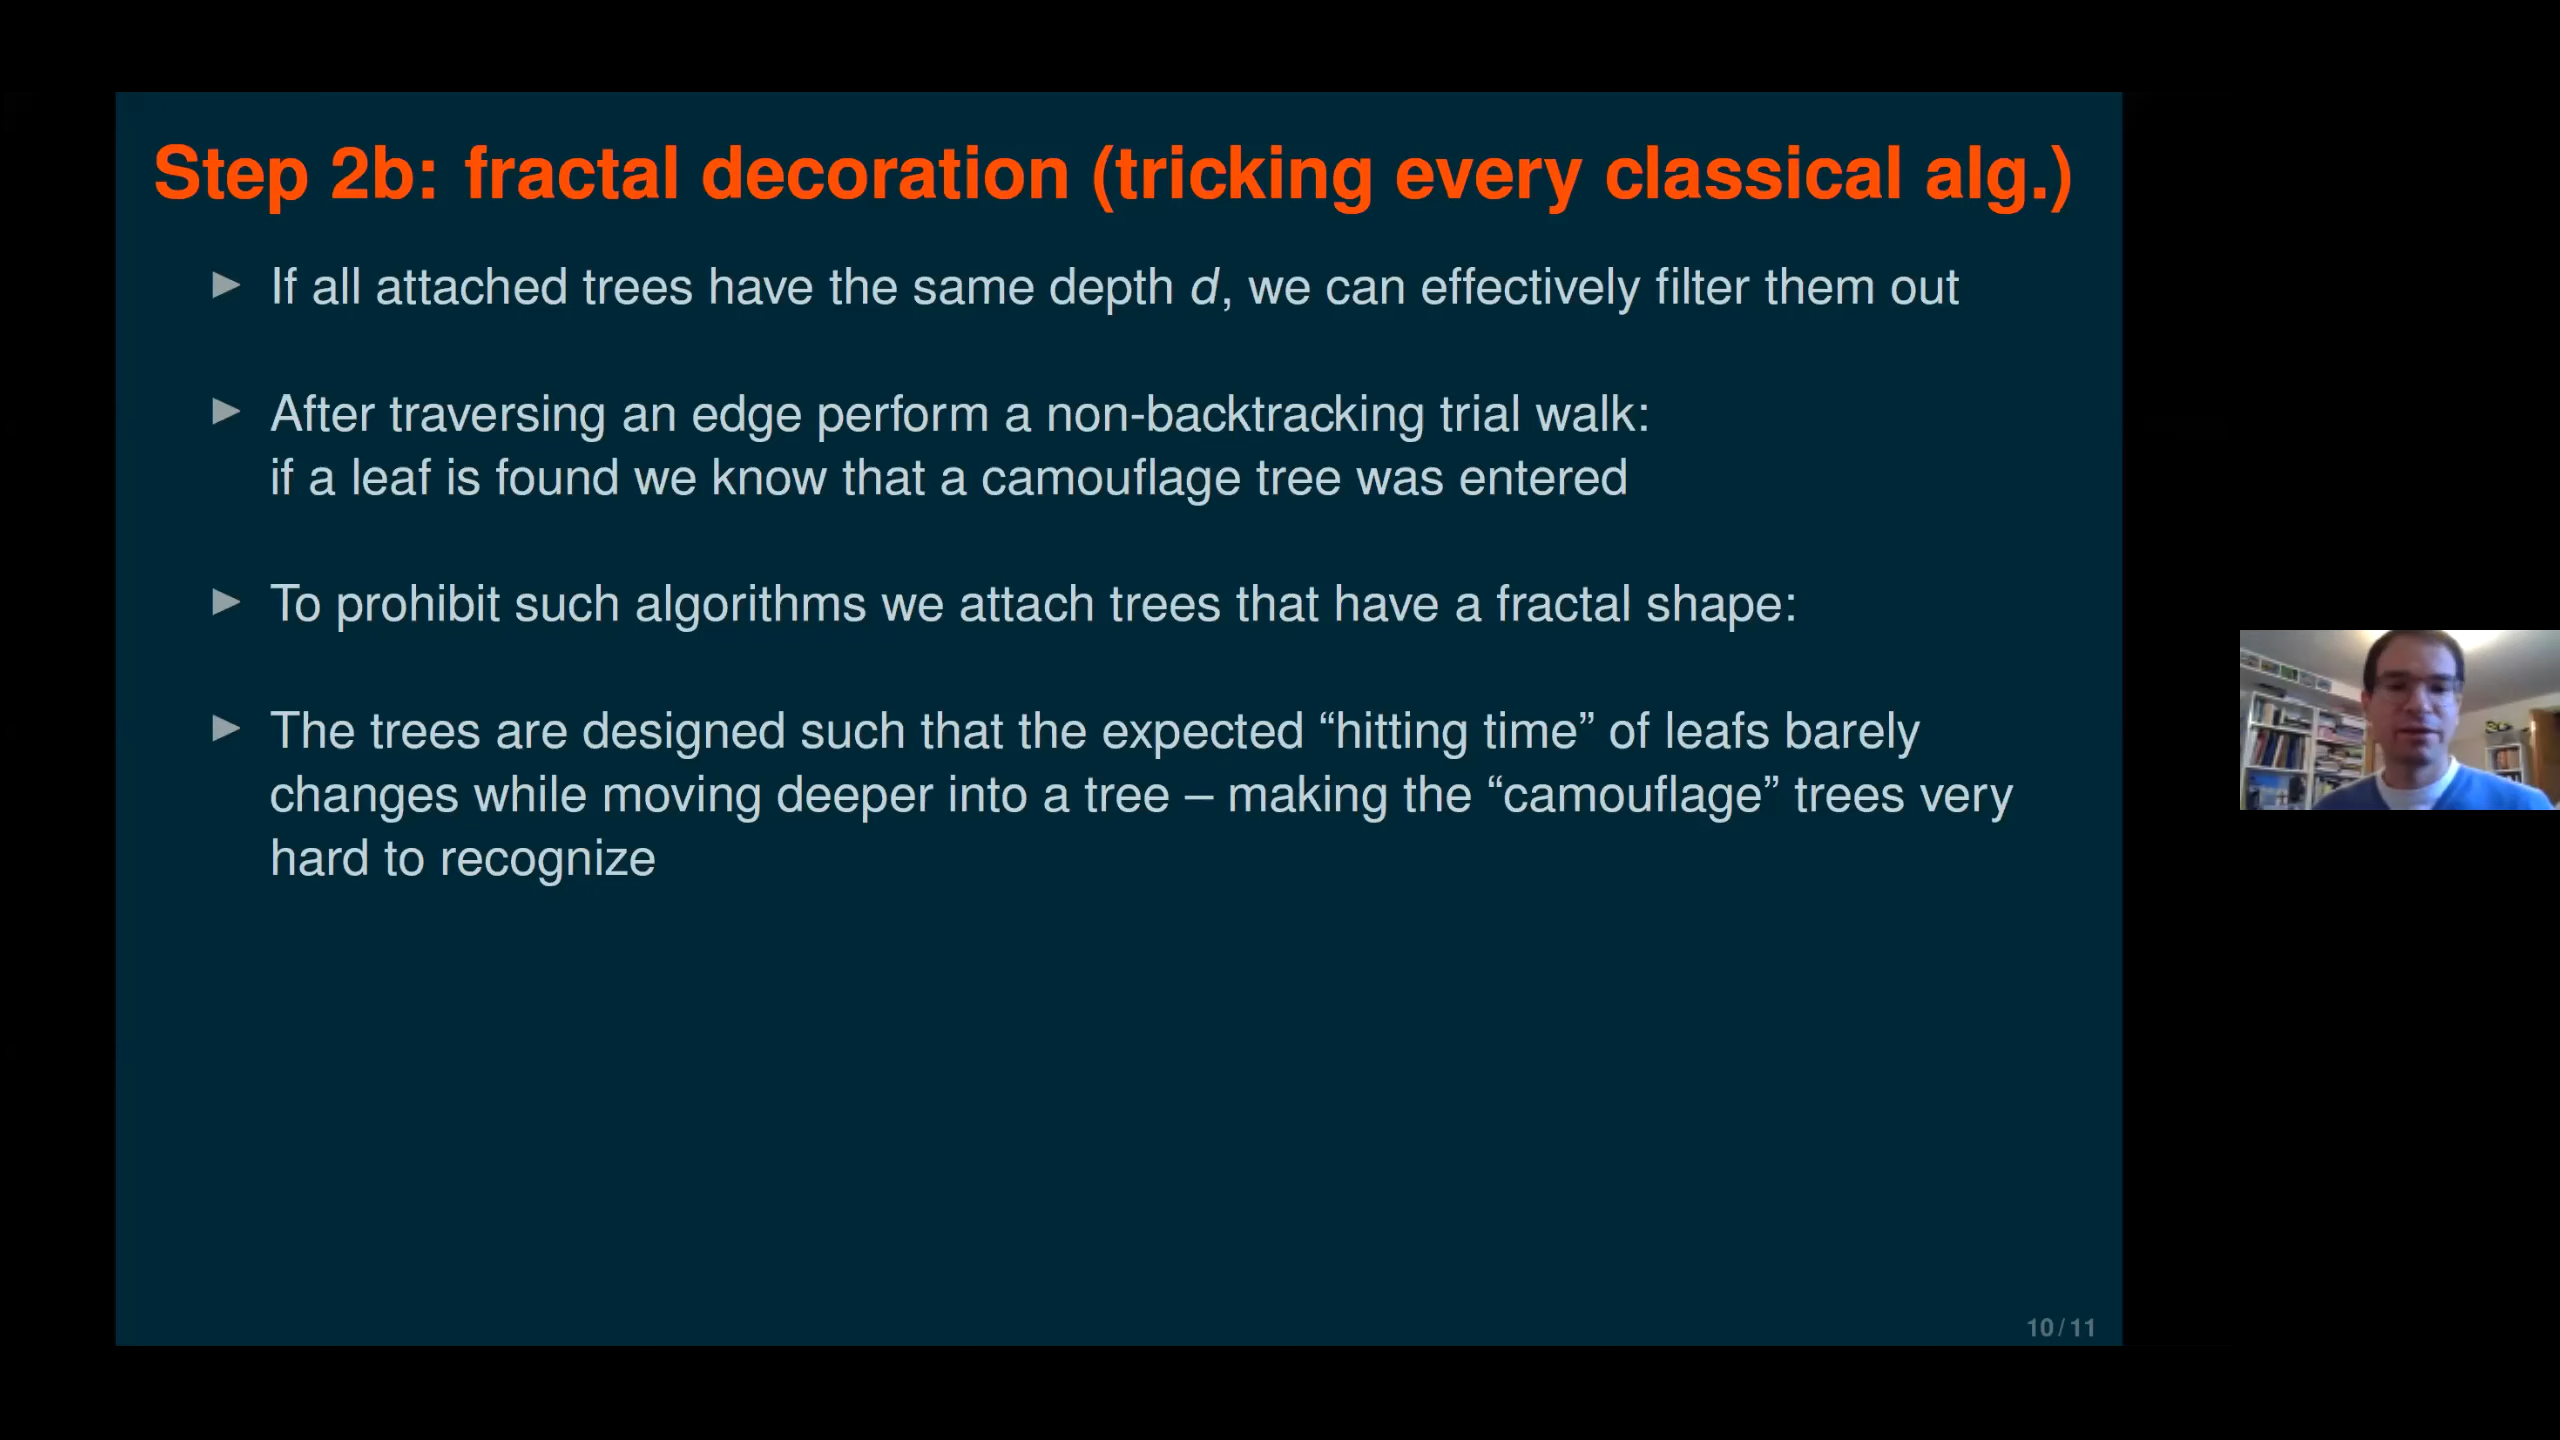 Step 2b: fractal decoration (tricking every classical alg.)
▶ If all attached trees have the same depth d, we can effectively filter them out
▶ After traversing an edge perform a non-backtracking trial walk:
if a leaf is found we know that a camouflage tree was entered
▶ To prohibit such algorithms we attach trees that have a fractal shape:
▶ The trees are designed such that the expected “hitting time” of leafs barely
changes while moving deeper into a tree – making the “camouflage” trees very
hard to recognize
10/11